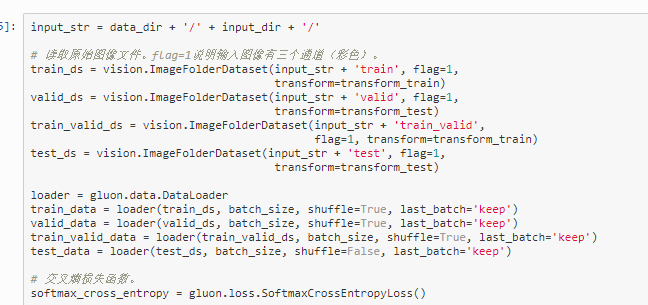 5]:
input_str = data_dir + '/' + input_dir + '/'
# 读取原始图像文件。flag=1说明输入图像有三个通道（彩色）。
train_ds = vision.ImageFolderDataset(input_str + 'train', flag=1,
transform=transform_train)
valid_ds = vision.ImageFolderDataset(input_str + 'valid', flag=1,
transform=transform_test)
train_valid_ds = vision.ImageFolderDataset(input_str + 'train_valid',
flag=1, transform=transform_train)
test_ds = vision.ImageFolderDataset(input_str + 'test', flag=1,
transform=transform_test)
loader = gluon.data.DataLoader
train_data = loader(train_ds, batch_size, shuffle=True, last_batch='keep')
valid_data = loader(valid_ds, batch_size, shuffle=True, last_batch='keep')
train_valid_data = loader(train_valid_ds, batch_size, shuffle=True, last_batch='keep')
test_data = loader(test_ds, batch_size, shuffle=False, last_batch='keep')
# 交叉熵损失函数。
softmax_cross_entropy = gluon.loss.SoftmaxCrossEntropyLoss()